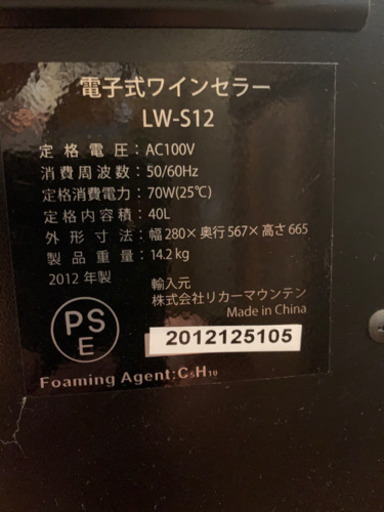 電子式ワインセラー
LW-S12
定格電圧:AC100V
消費周波数:50/60Hz
定格消費電力:70W(25℃)
定格内容積:40L
外形寸法:幅280×奥行567×高さ665
製品重量:14.2kg
2012年製
輸入元
株式会社リカーマウンテン
Made in China
PS
E
2012125105
Foaming Agent:C5H10